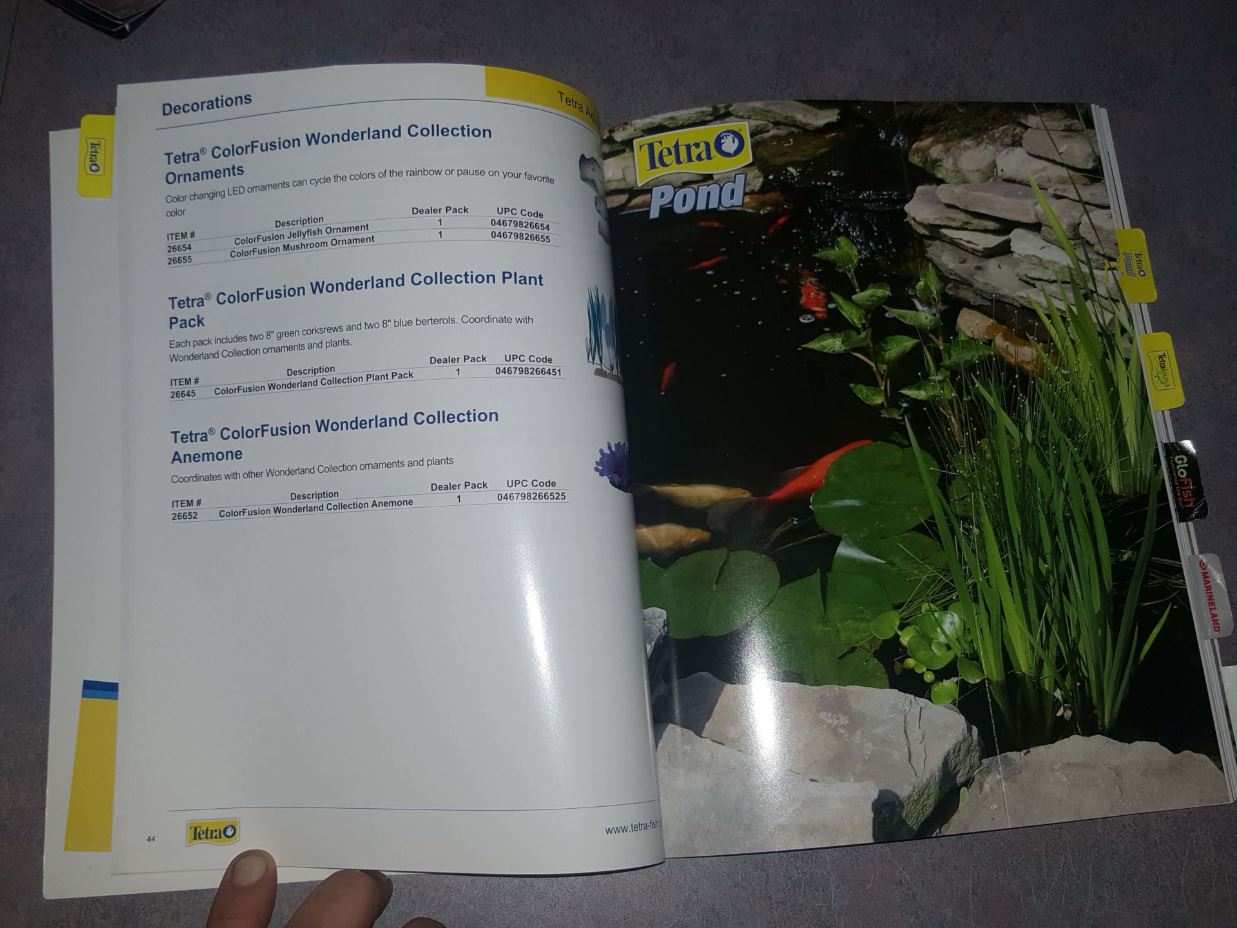 Decorations
Tetra
Tetra® ColorFusion Wonderland Collection
Ornaments
Color changing LED ornaments can cycle the colors of the rainbow or pause on your favorite
color
ITEM # Description Dealer Pack UPC Code
26654 ColorFusion Jellyfish Ornament 1 04679826654
26655 ColorFusion Mushroom Ornament 1 04679826655
Tetra® ColorFusion Wonderland Collection Plant
Pack
Each pack includes two 8" green corksrews and two 8" blue berterols. Coordinate with
Wonderland Collection ornaments and plants.
ITEM # Description Dealer Pack UPC Code
26645 ColorFusion Wonderland Collection Plant Pack 1 046798266451
Tetra® ColorFusion Wonderland Collection
Anemone
Coordinates with other Wonderland Collection ornaments and plants
ITEM # Description Dealer Pack UPC Code
26652 ColorFusion Wonderland Collection Anemone 1 046798266525
44
Tetra
www.tetra-fish
Tetra
Tetra
Pond
Tetra
Pond
Tetra
GloFish
MARINELAND